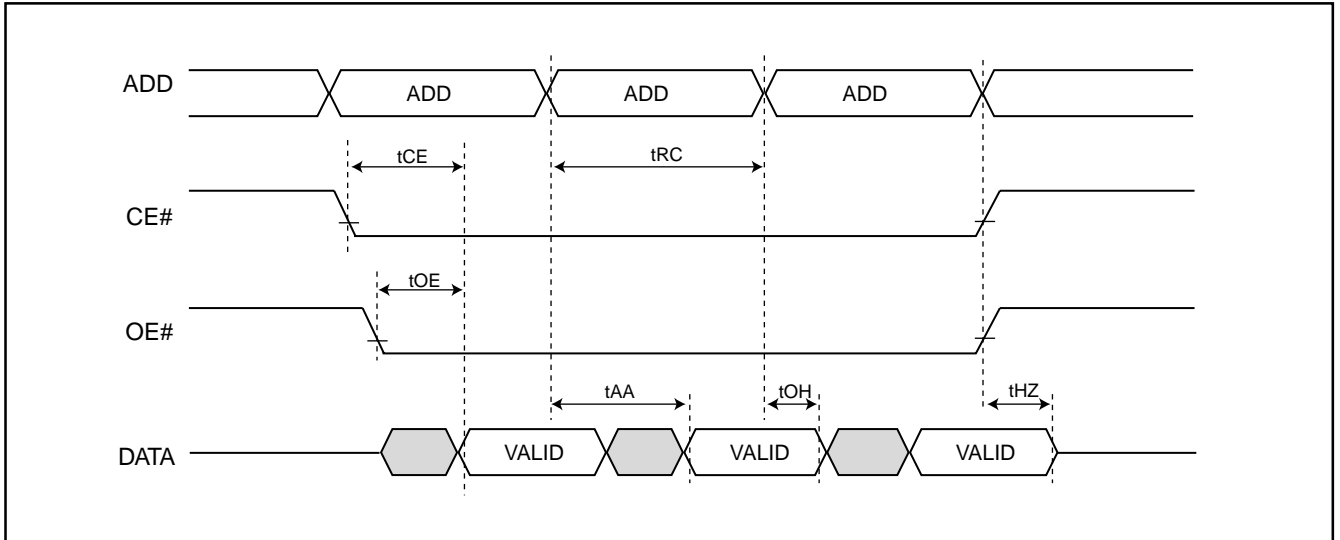 ADD
ADD
ADD
ADD
tCE
tRC
CE#
tOE
OE#
tAA
tOH
tHZ
DATA
VALID
VALID
VALID